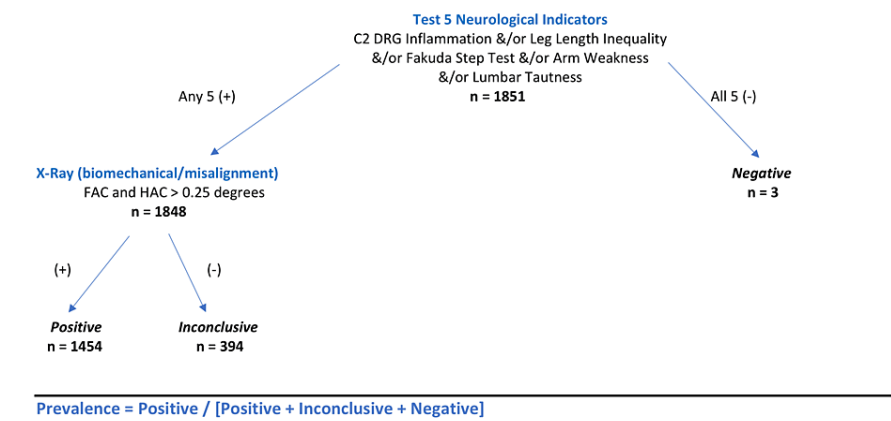 Test 5 Neurological Indicators
C2 DRG Inflammation &/or Leg Length Inequality
&/or Fakuda Step Test &/or Arm Weakness
&/or Lumbar Tautness
n = 1851
Any 5 (+)
All 5 (-)
X-Ray (biomechanical/misalignment)
FAC and HAC > 0.25 degrees
n = 1848
Negative
n = 3
(+)
(-)
Positive
n = 1454
Inconclusive
n = 394
Prevalence = Positive / [Positive + Inconclusive + Negative]